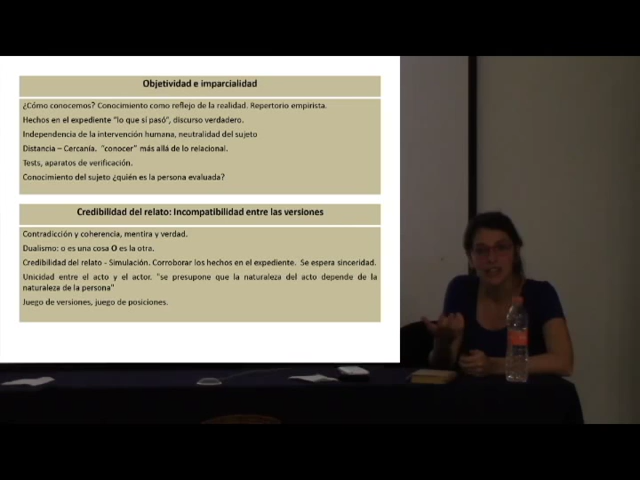 Objetividad e imparcialidad
¿Cómo conocemos? Conocimiento como reflejo de la realidad. Repertorio empirista.
Hechos en el expediente "lo que sí pasó", discurso verdadero.
Independencia de la intervención humana, neutralidad del sujeto
Distancia – Cercanía. "conocer" más allá de lo relacional.
Tests, aparatos de verificación.
Conocimiento del sujeto ¿quién es la persona evaluada?
Credibilidad del relato: Incompatibilidad entre las versiones
Contradicción y coherencia, mentira y verdad.
Dualismo: o es una cosa O es la otra.
Credibilidad del relato - Simulación. Corroborar los hechos en el expediente. Se espera sinceridad.
Unicidad entre el acto y el actor. "se presupone que la naturaleza del acto depende de la
naturaleza de la persona"
Juego de versiones, juego de posiciones.